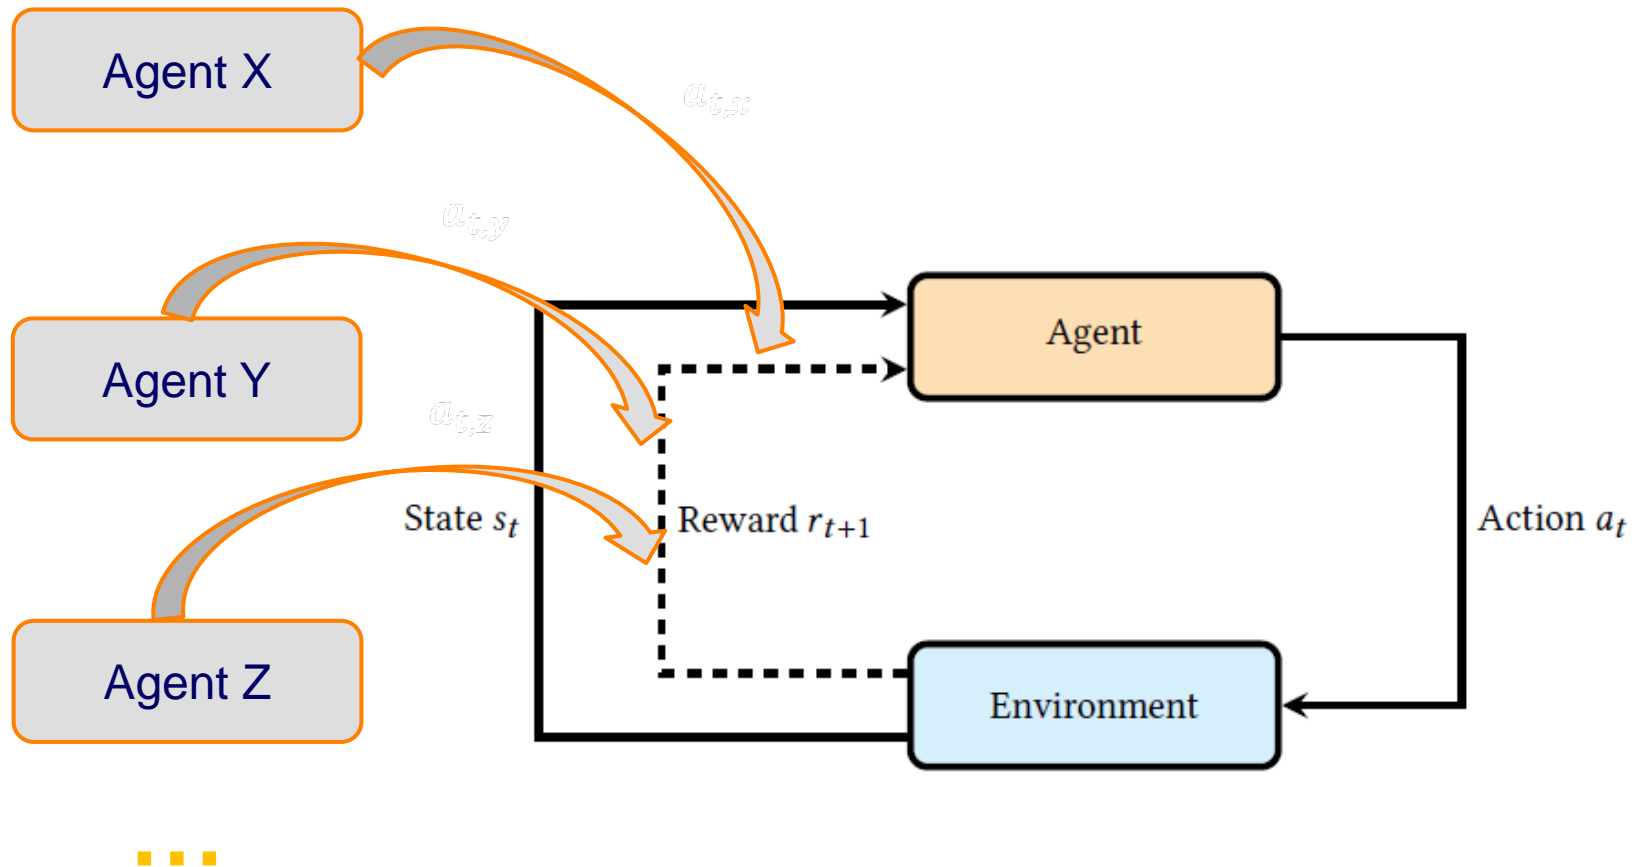 Agent X
a_{t,x}
a_{t,y}
Agent
Agent Y
a_{t,z}
State s_t
Reward r_{t+1}
Action a_t
Agent Z
Environment
...